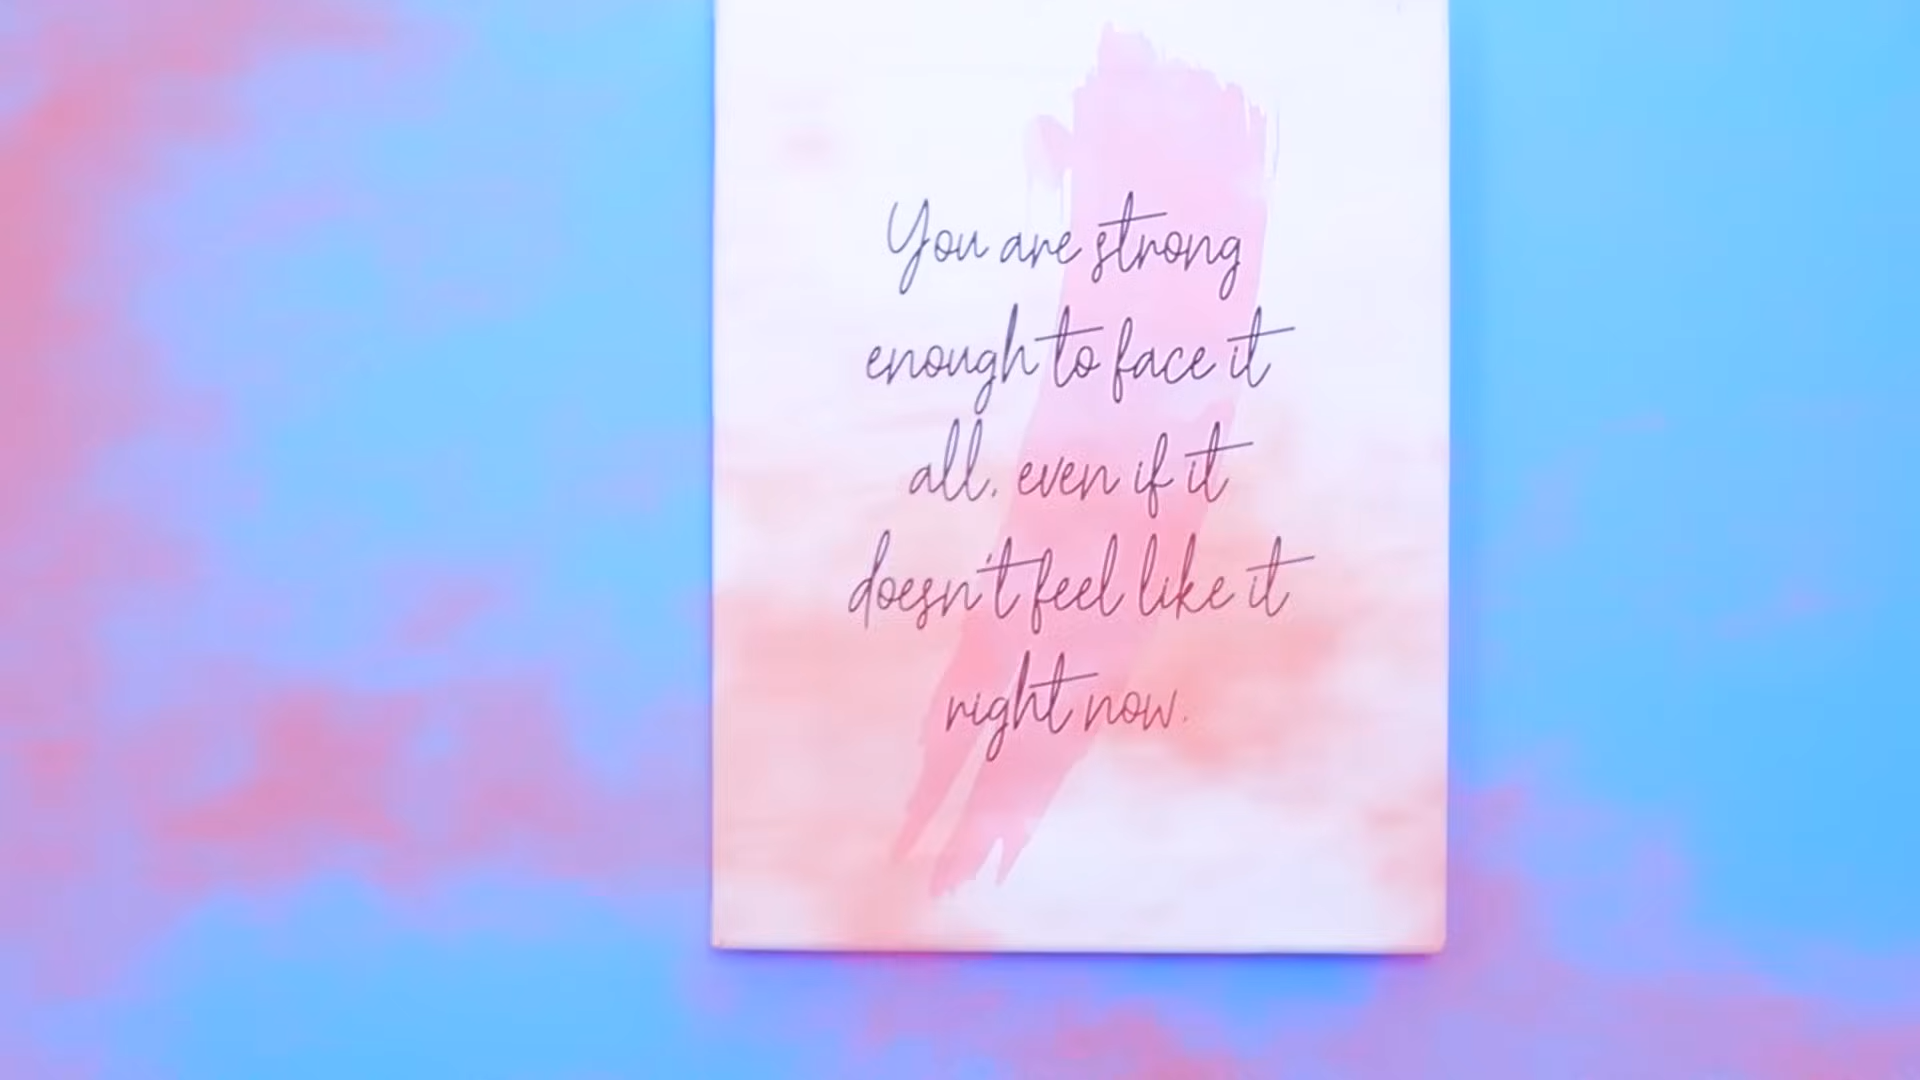 You are strong
enough to face it
all, even if it
doesn't feel like it
right now.